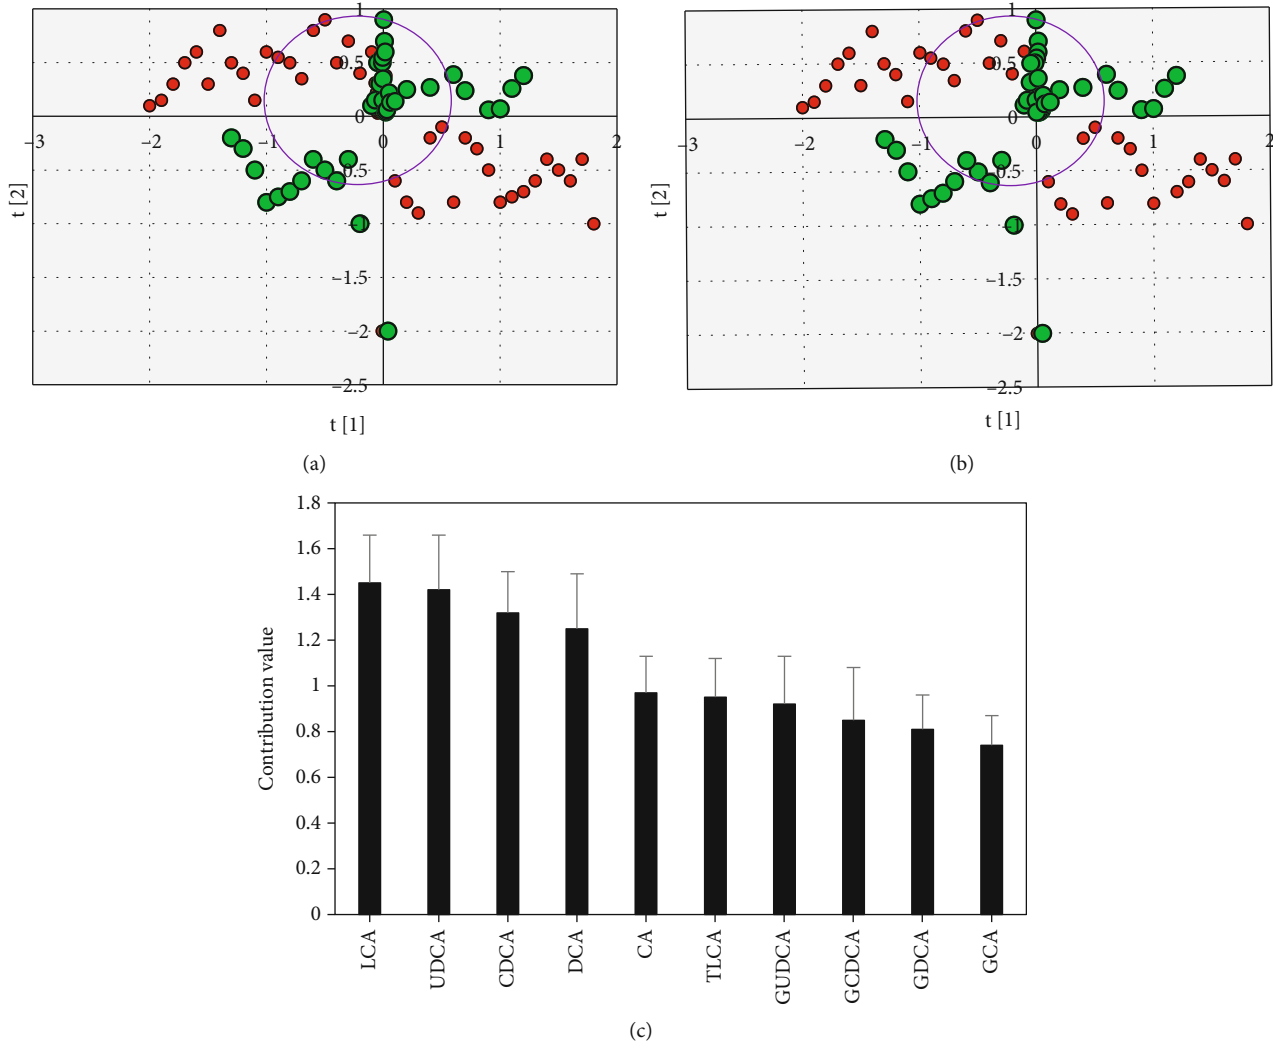 1
1
0.5
0.5
0
0
−3
−2
−1
0
1
2
−3
−2
−1
0
1
2
−0.5
−0.5
t [2]
t [2]
−1
−1
−1.5
−1.5
−2
−2
−2.5
−2.5
t [1]
t [1]
(a)
(b)
1.8
1.6
1.4
1.2
1
0.8
0.6
0.4
0.2
0
Contribution value
LCA
UDCA
CDCA
DCA
CA
TLCA
GUDCA
GCDCA
GDCA
GCA
(c)